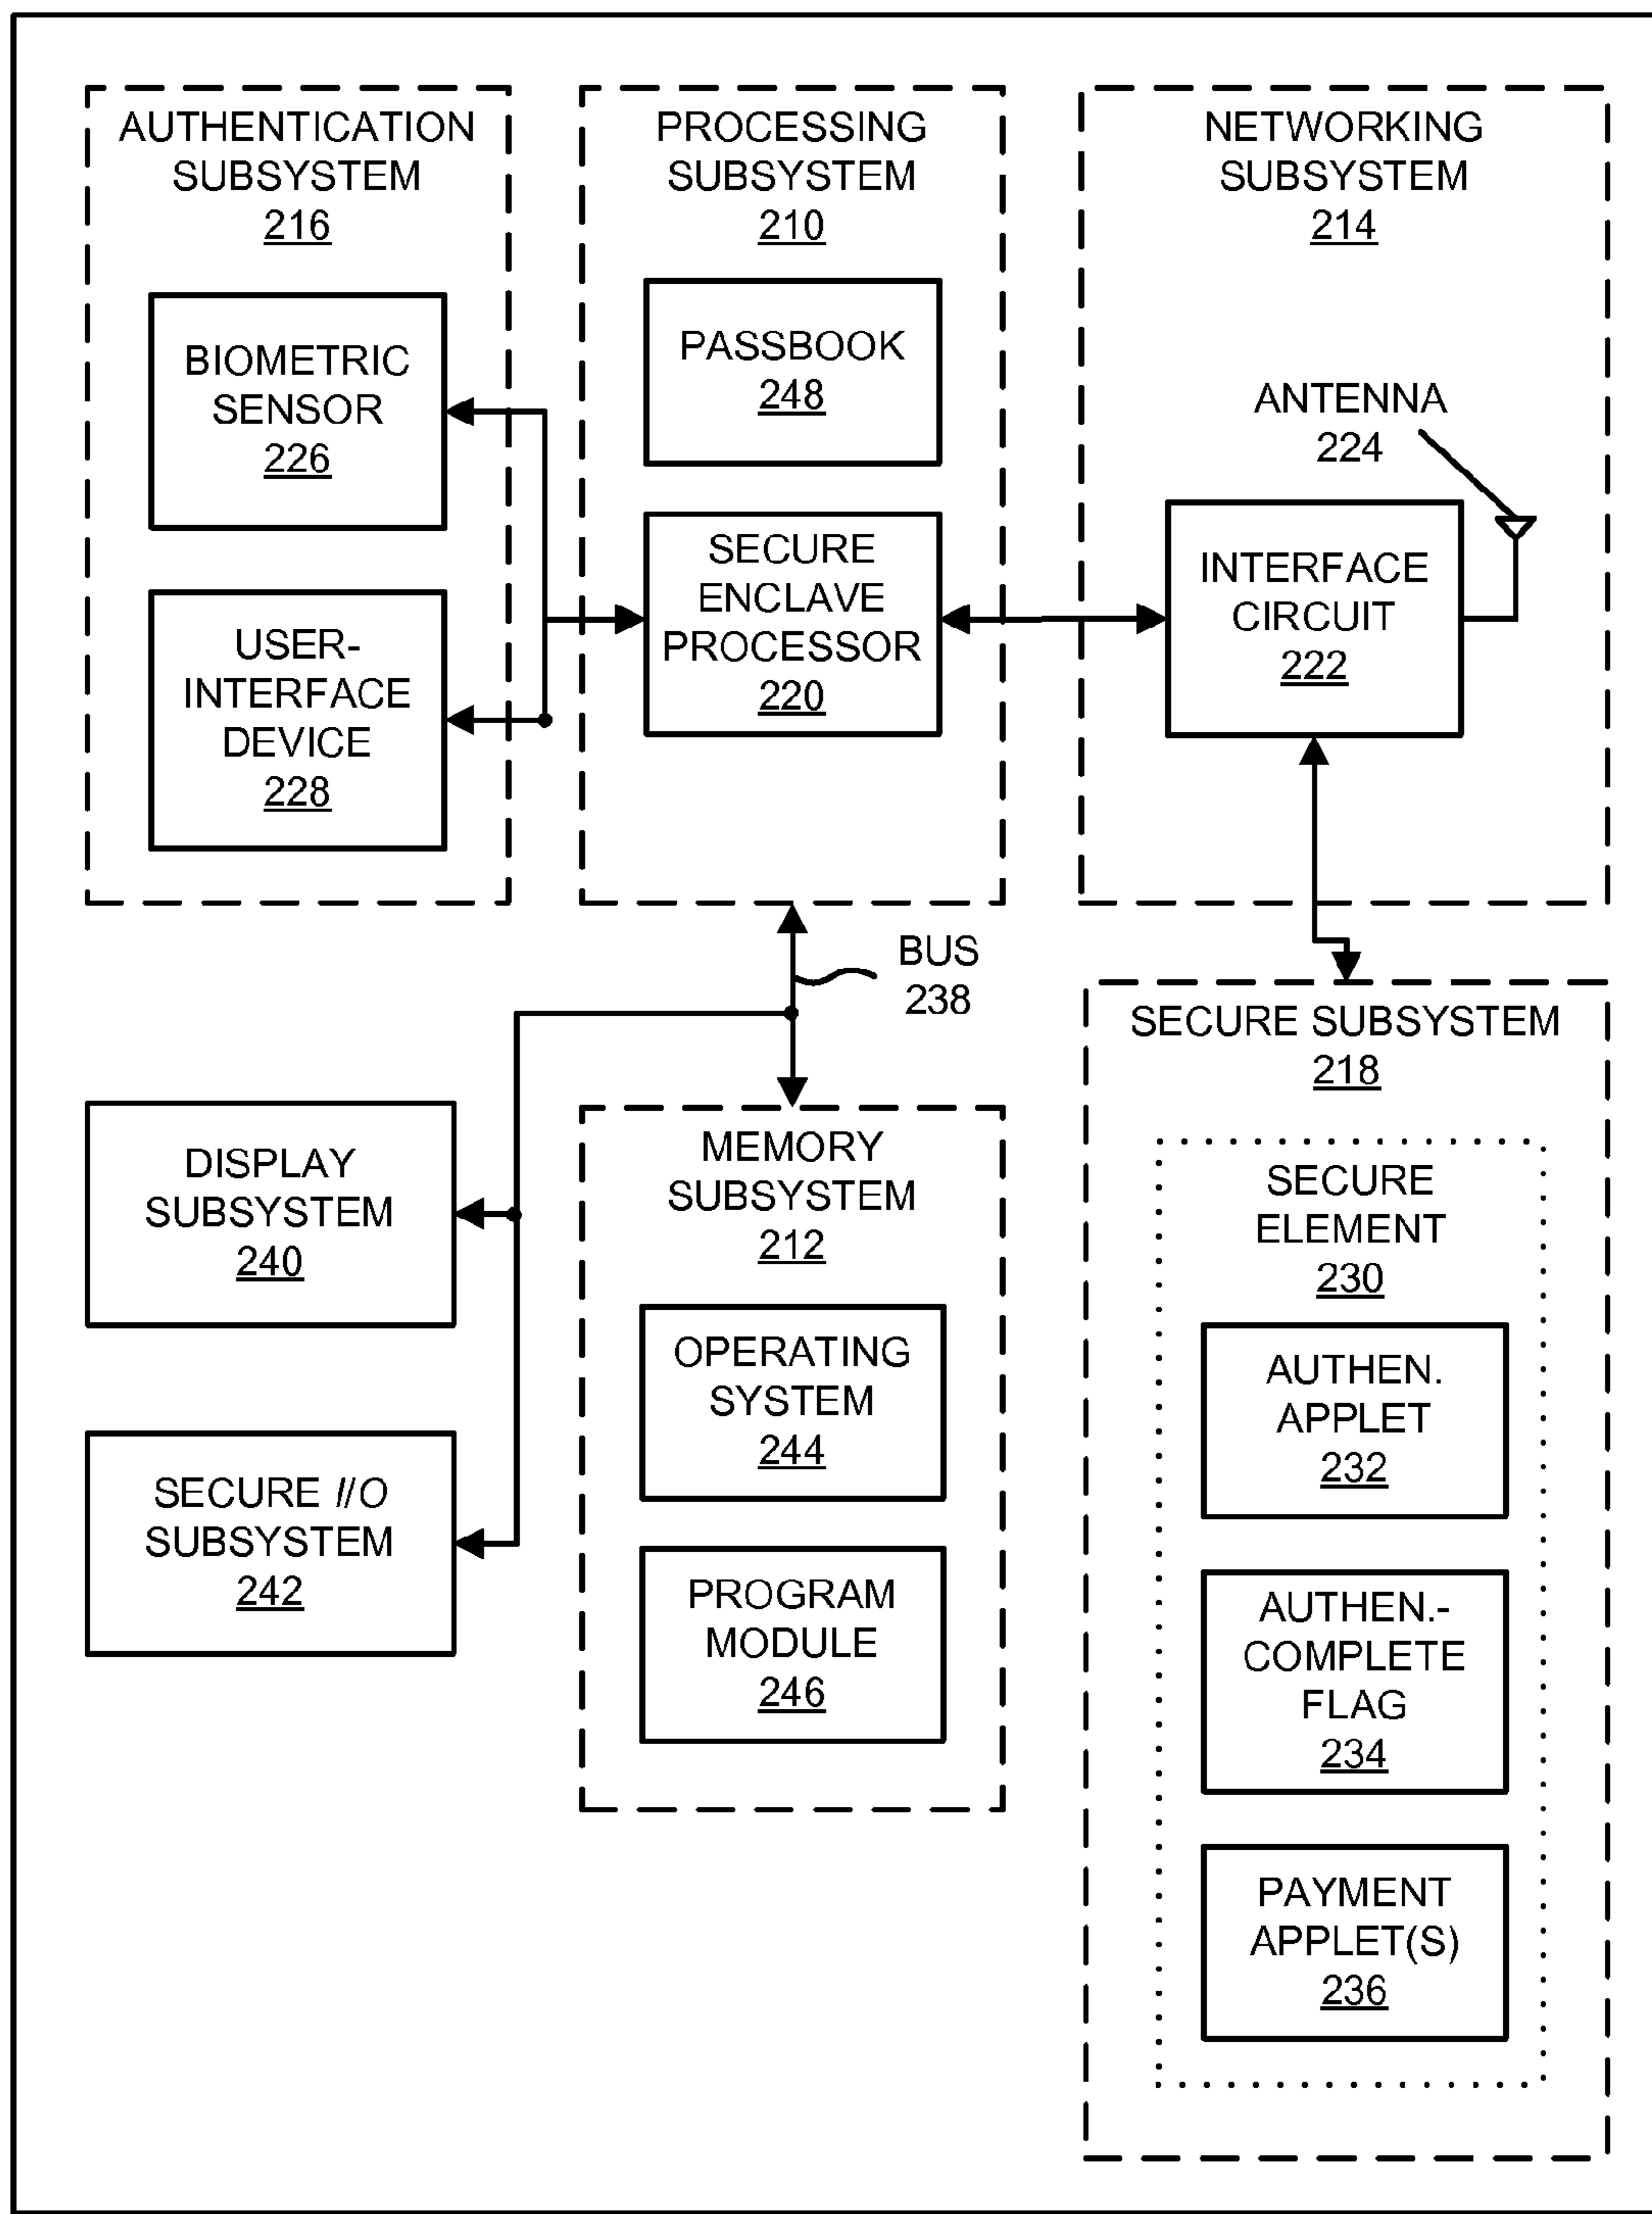 AUTHENTICATION
SUBSYSTEM
216
BIOMETRIC
SENSOR
226
USER-
INTERFACE
DEVICE
228
PROCESSING
SUBSYSTEM
210
PASSBOOK
248
SECURE
ENCLAVE
PROCESSOR
220
NETWORKING
SUBSYSTEM
214
ANTENNA
224
INTERFACE
CIRCUIT
222
BUS
238
DISPLAY
SUBSYSTEM
240
SECURE I/O
SUBSYSTEM
242
MEMORY
SUBSYSTEM
212
OPERATING
SYSTEM
244
PROGRAM
MODULE
246
SECURE SUBSYSTEM
218
SECURE
ELEMENT
230
AUTHEN.
APPLET
232
AUTHEN.-
COMPLETE
FLAG
234
PAYMENT
APPLET(S)
236